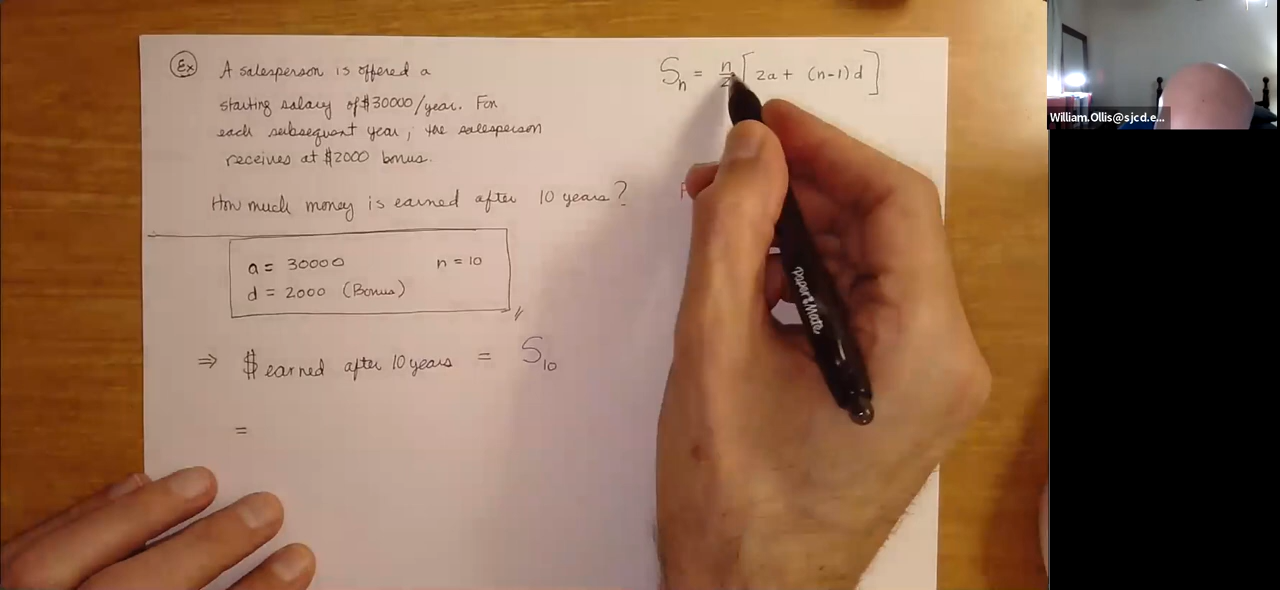 Ex
A salesperson is offered a
starting salary of $30000/year. For
each subsequent year, the salesperson
receives at $2000 bonus.
How much money is earned after 10 years?
a = 30000 n = 10
d = 2000 (Bonus)
⇒ $ earned after 10 years = S₁₀
=
Sₙ = n/2 [2a + (n-1)d]
PaperMate
William.Ollis@sjcd.e...